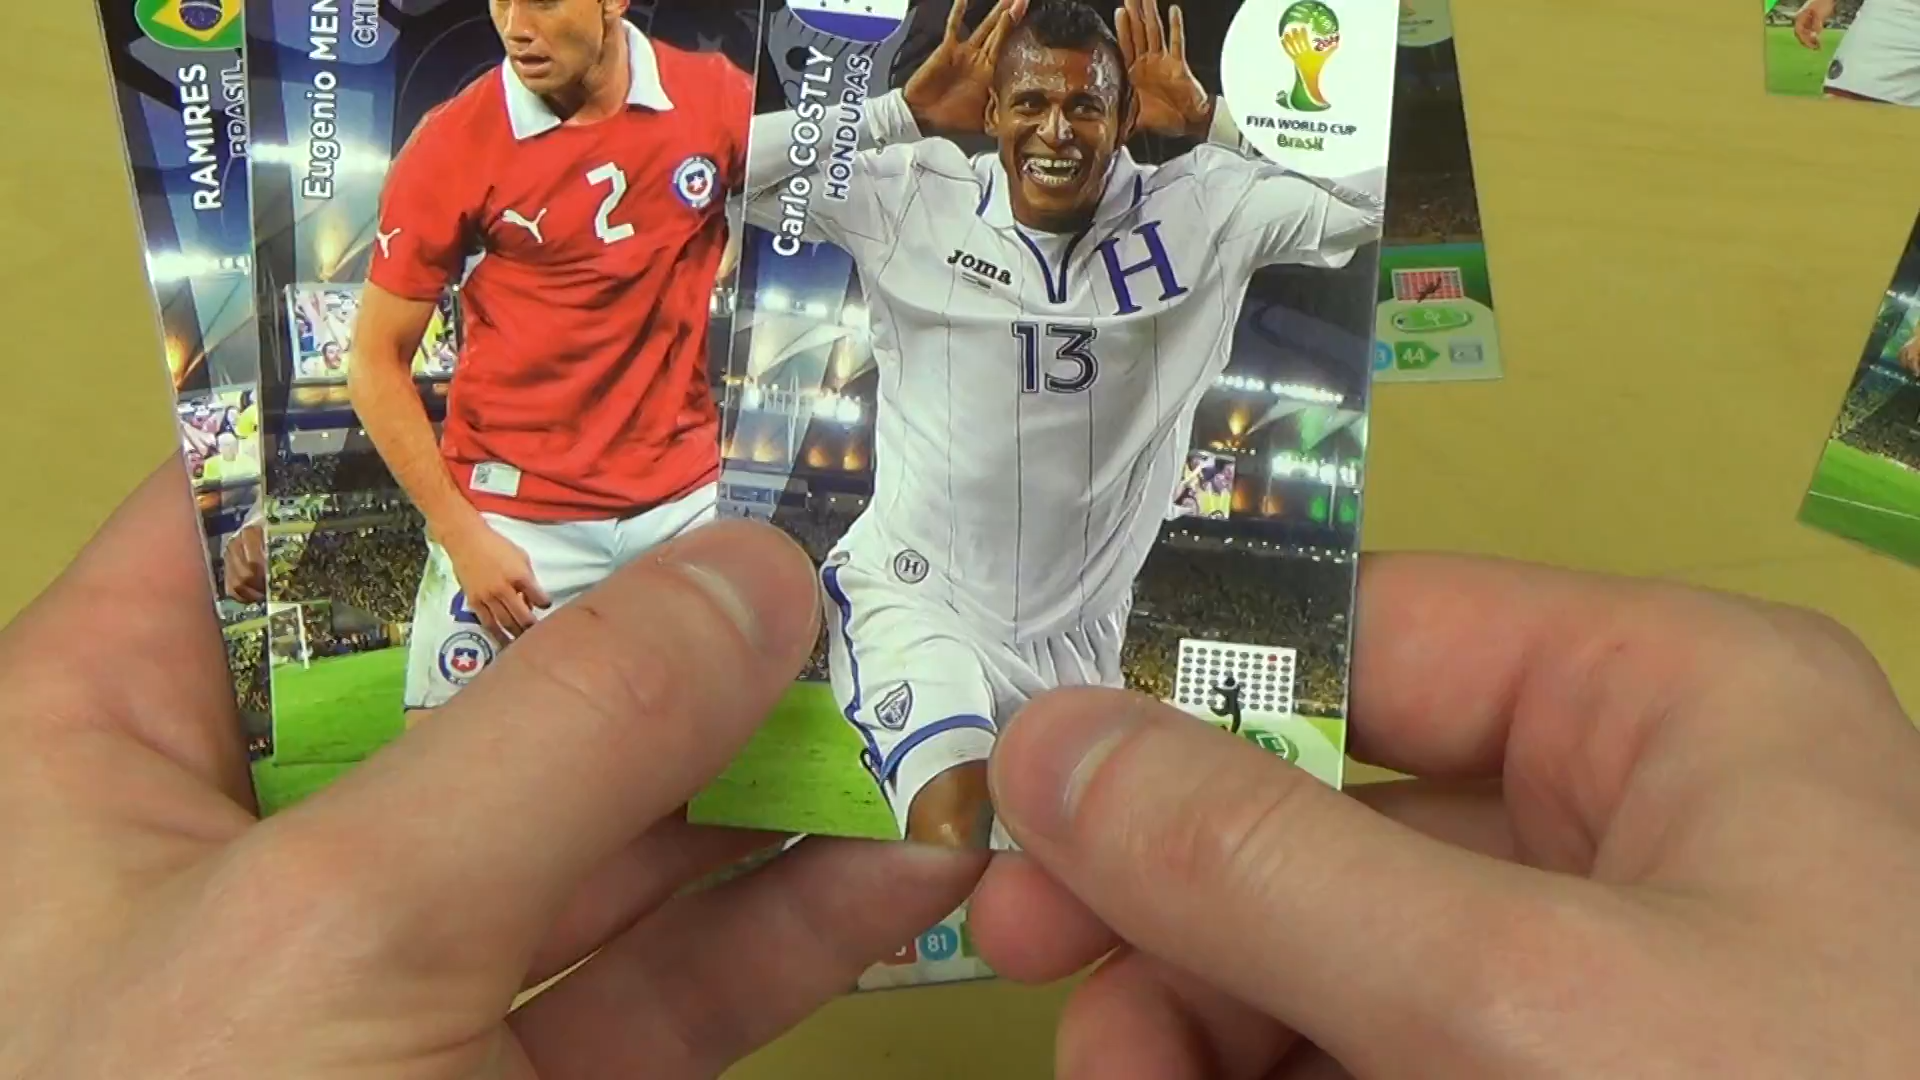 RAMIRES
BRASIL
Eugenio MEN
CHI
2
Carlo COSTLY
HONDURAS
FIFA WORLD CUP
Brasil
Joma
H
13
H
44
81